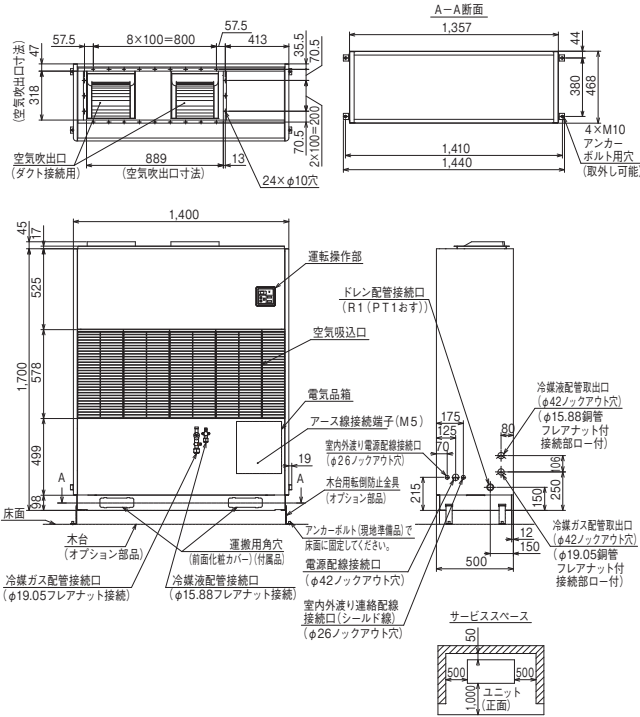 A－A断面
57.5
8×100=800
57.5
413
47
318
(空気吹出口寸法)
35.5
70.5
2×100=200
70.5
空気吹出口
(ダクト接続用)
889
(空気吹出口寸法)
13
24×φ10穴
1,357
44
380
468
1,410
1,440
4×M10
アンカー
ボルト用穴
(取外し可能)
1,400
45
17
525
1,700
578
499
98
運転操作部
空気吸込口
電気品箱
アース線接続端子(M5)
19
A
A
床面
木台
(オプション部品)
運搬用角穴
(前面化粧カバー)(付属品)
木台用転倒防止金具
(オプション部品)
アンカーボルト(現地準備品)で
床面に固定してください。
冷媒ガス配管接続口
(φ19.05フレアナット接続)
冷媒液配管接続口
(φ15.88フレアナット接続)
ドレン配管接続口
(R1(PT1おす))
175
125
70
室内外渡り電源配線接続口
(φ26ノックアウト穴)
215
電源配線接続口
(φ42ノックアウト穴)
室内外渡り連絡配線
接続口(シールド線)
φ26ノックアウト穴)
冷媒液配管取出口
(φ42ノックアウト穴)
(φ15.88銅管
フレアナット付
接続部ロー付)
80
106
250
150
12
150
500
冷媒ガス配管取出口
(φ42ノックアウト穴)
(φ19.05銅管
フレアナット付
接続部ロー付)
サービススペース
50
500
500
1,000
ユニット
(正面)